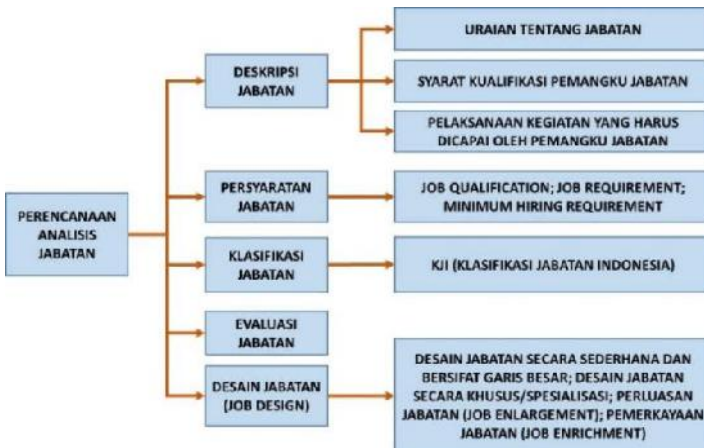 PERENCANAAN
ANALISIS
JABATAN
DESKRIPSI
JABATAN
URAIAN TENTANG JABATAN
SYARAT KUALIFIKASI PEMANGKU JABATAN
PELAKSANAAN KEGIATAN YANG HARUS
DICAPAI OLEH PEMANGKU JABATAN
PERSYARATAN
JABATAN
JOB QUALIFICATION; JOB REQUIREMENT;
MINIMUM HIRING REQUIREMENT
KLASIFIKASI
JABATAN
KJI (KLASIFIKASI JABATAN INDONESIA)
EVALUASI
JABATAN
DESAIN JABATAN
(JOB DESIGN)
DESAIN JABATAN SECARA SEDERHANA DAN
BERSIFAT GARIS BESAR; DESAIN JABATAN
SECARA KHUSUS/SPESIALISASI; PERLUASAN
JABATAN (JOB ENLARGEMENT); PEMERKAYAAN
JABATAN (JOB ENRICHMENT)